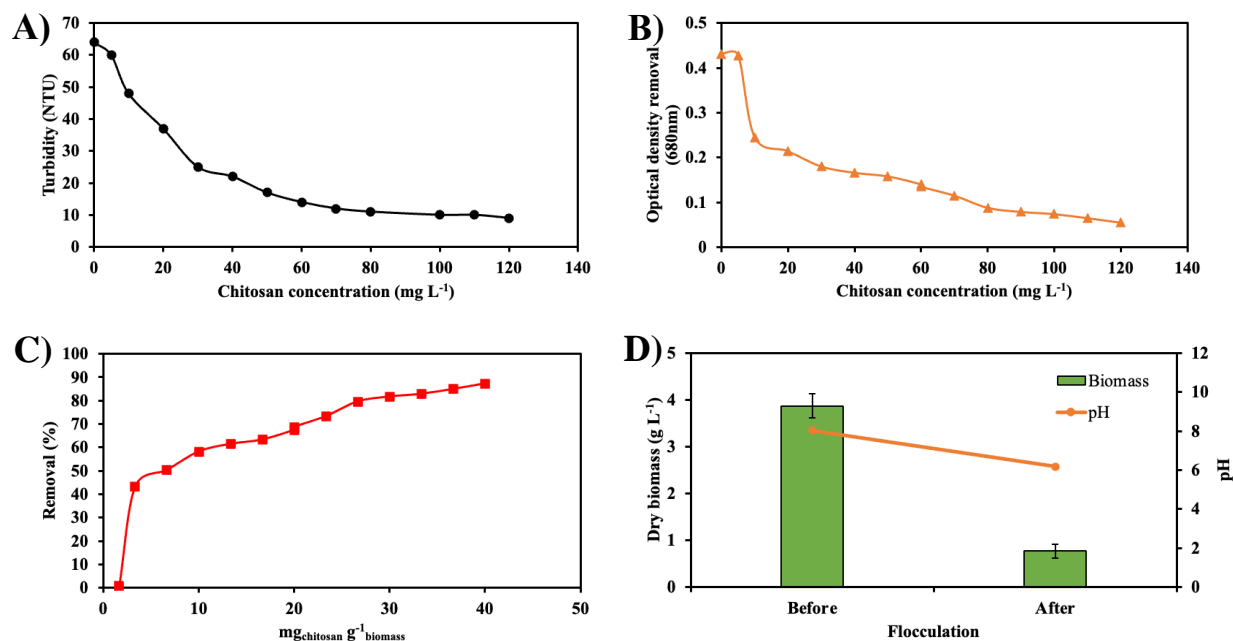 A)
Turbidity (NTU)
70
60
50
40
30
20
10
0
0 20 40 60 80 100 120 140
Chitosan concentration (mg L⁻¹)
B)
Optical density removal
(680nm)
0.5
0.4
0.3
0.2
0.1
0
0 20 40 60 80 100 120 140
Chitosan concentration (mg L⁻¹)
C)
Removal (%)
100
90
80
70
60
50
40
30
20
10
0
0 10 20 30 40 50
mgchitosan g⁻¹biomass
D)
Dry biomass (g L⁻¹)
5
4
3
2
1
0
Biomass
pH
12
10
8
6
4
2
0
pH
Before After
Flocculation